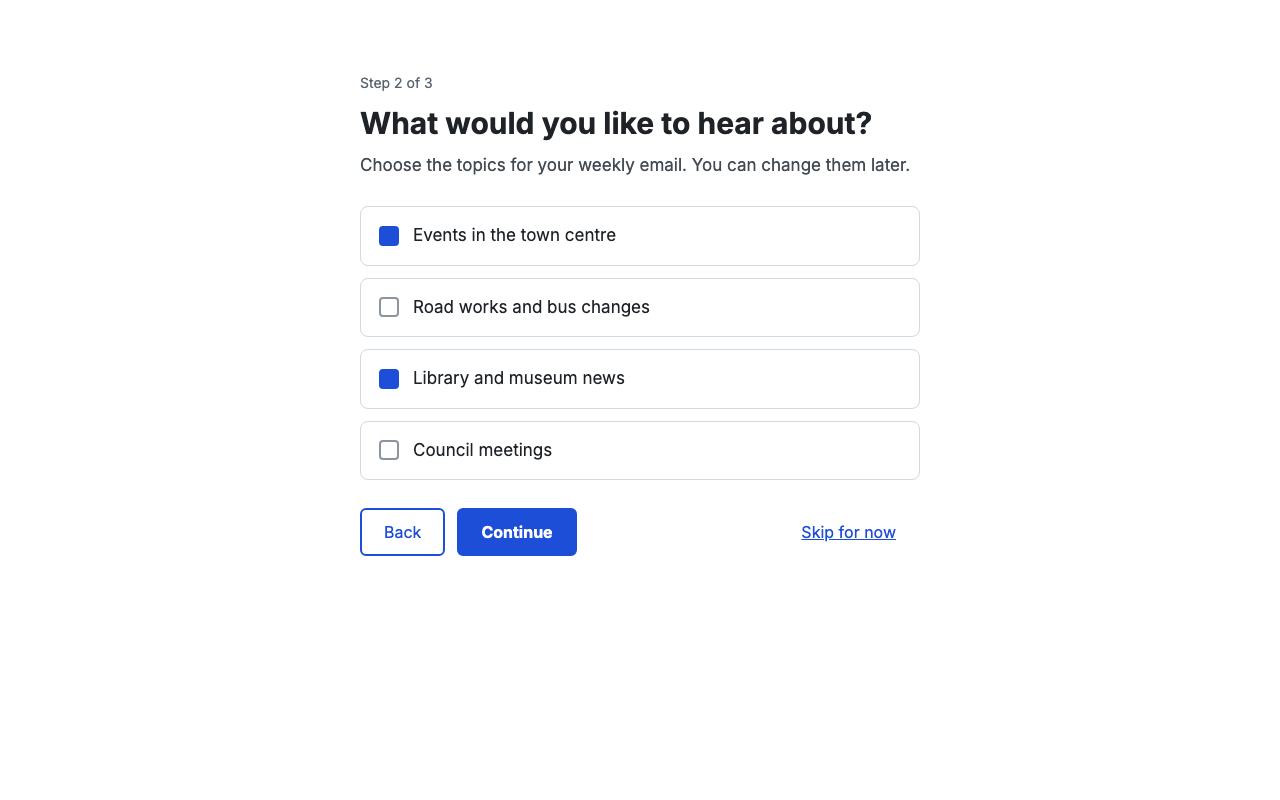 Step 2 of 3
What would you like to hear about?
Choose the topics for your weekly email. You can change them later.
Events in the town centre
Road works and bus changes
Library and museum news
Council meetings
Back
Continue
Skip for now